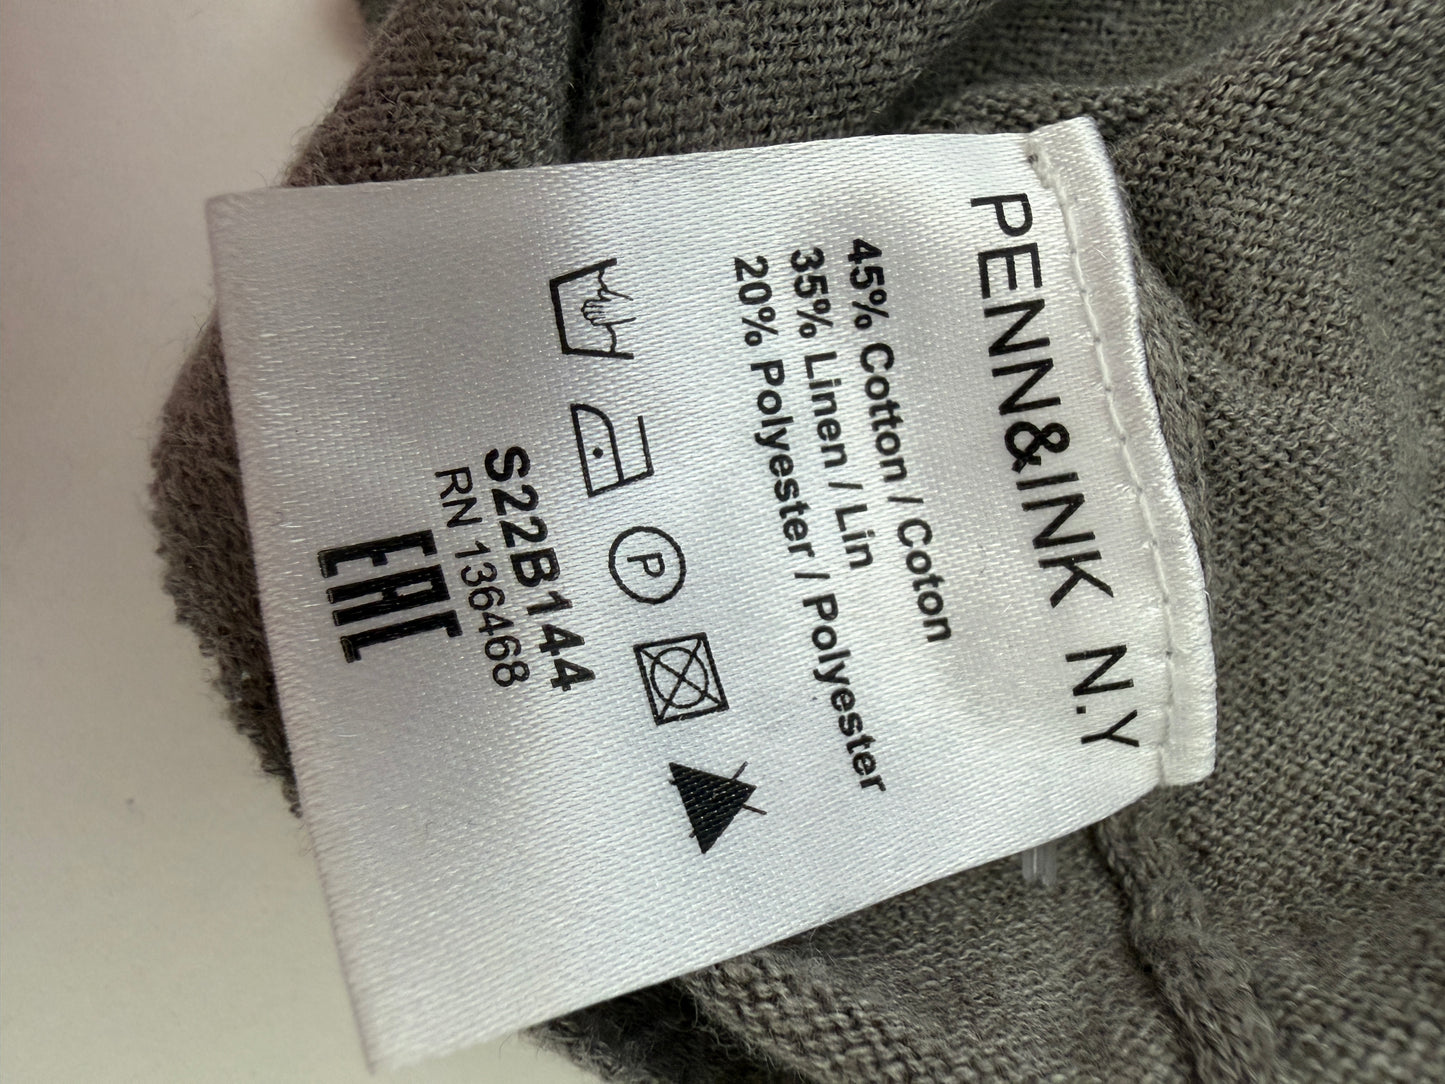 PENN&INK N.Y
45% Cotton / Coton
35% Linen / Lin
20% Polyester / Polyester
P
S22B144
RN 136468
EAC